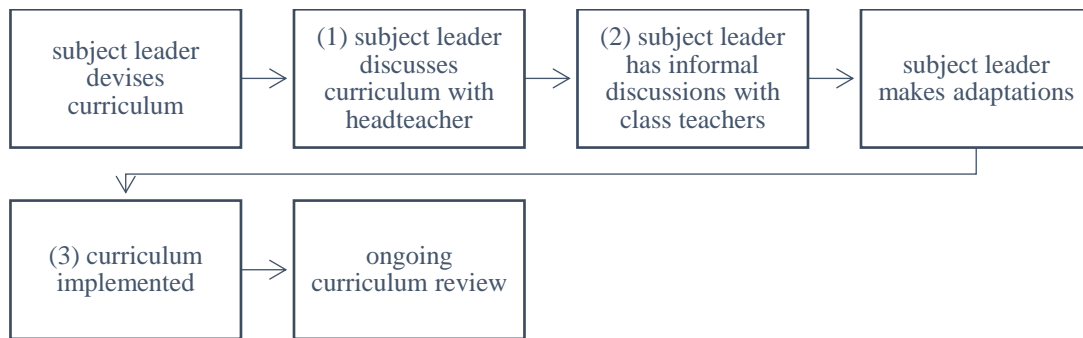 subject leader
devises
curriculum
(1) subject leader
discusses
curriculum with
headteacher
(2) subject leader
has informal
discussions with
class teachers
subject leader
makes adaptations
(3) curriculum
implemented
ongoing
curriculum review